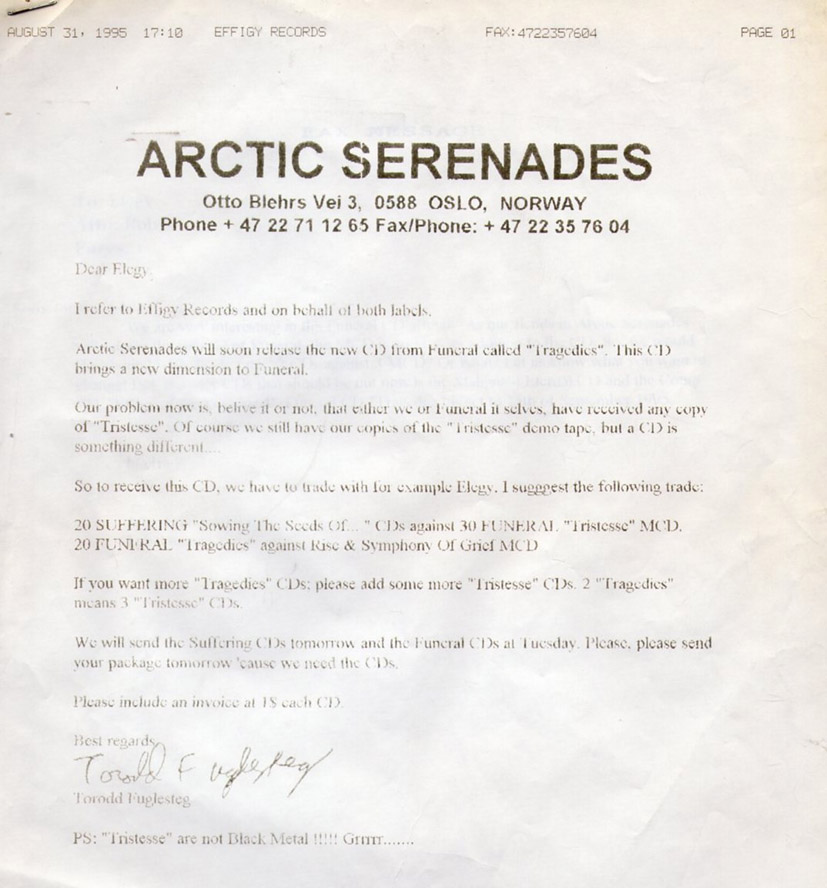 AUGUST 31, 1995 17:10 EFFIGY RECORDS FAX:4722357604 PAGE 01
ARCTIC SERENADES
Otto Blehrs Vei 3, 0588 OSLO, NORWAY
Phone + 47 22 71 12 65 Fax/Phone: + 47 22 35 76 04
Dear Elegy
I refer to Effigy Records and on behalf of both labels.
Arctic Serenades will soon release the new CD from Funeral called "Tragedies". This CD
brings a new dimension to Funeral.
Our problem now is, belive it or not, that either we or Funeral it selves, have received any copy
of "Tristesse". Of course we still have our copies of the "Tristesse" demo tape, but a CD is
something different....
So to receive this CD, we have to trade with for example Elegy. I sugggest the following trade:
20 SUFFERING "Sowing The Seeds Of... " CDs against 30 FUNERAL "Tristesse" MCD.
20 FUNERAL "Tragedies" against Rise & Symphony Of Grief MCD
If you want more "Tragedies" CDs; please add some more "Tristesse" CDs. 2 "Tragedies"
means 3 "Tristesse" CDs.
We will send the Suffering CDs tomorrow and the Funeral CDs at Tuesday. Please, please send
your package tomorrow 'cause we need the CDs.
Please include an invoice at 1$ each CD.
Best regards
Torodd Fuglesteg
Torodd Fuglesteg
PS: "Tristesse" are not Black Metal !!!!! Grrrrr.......